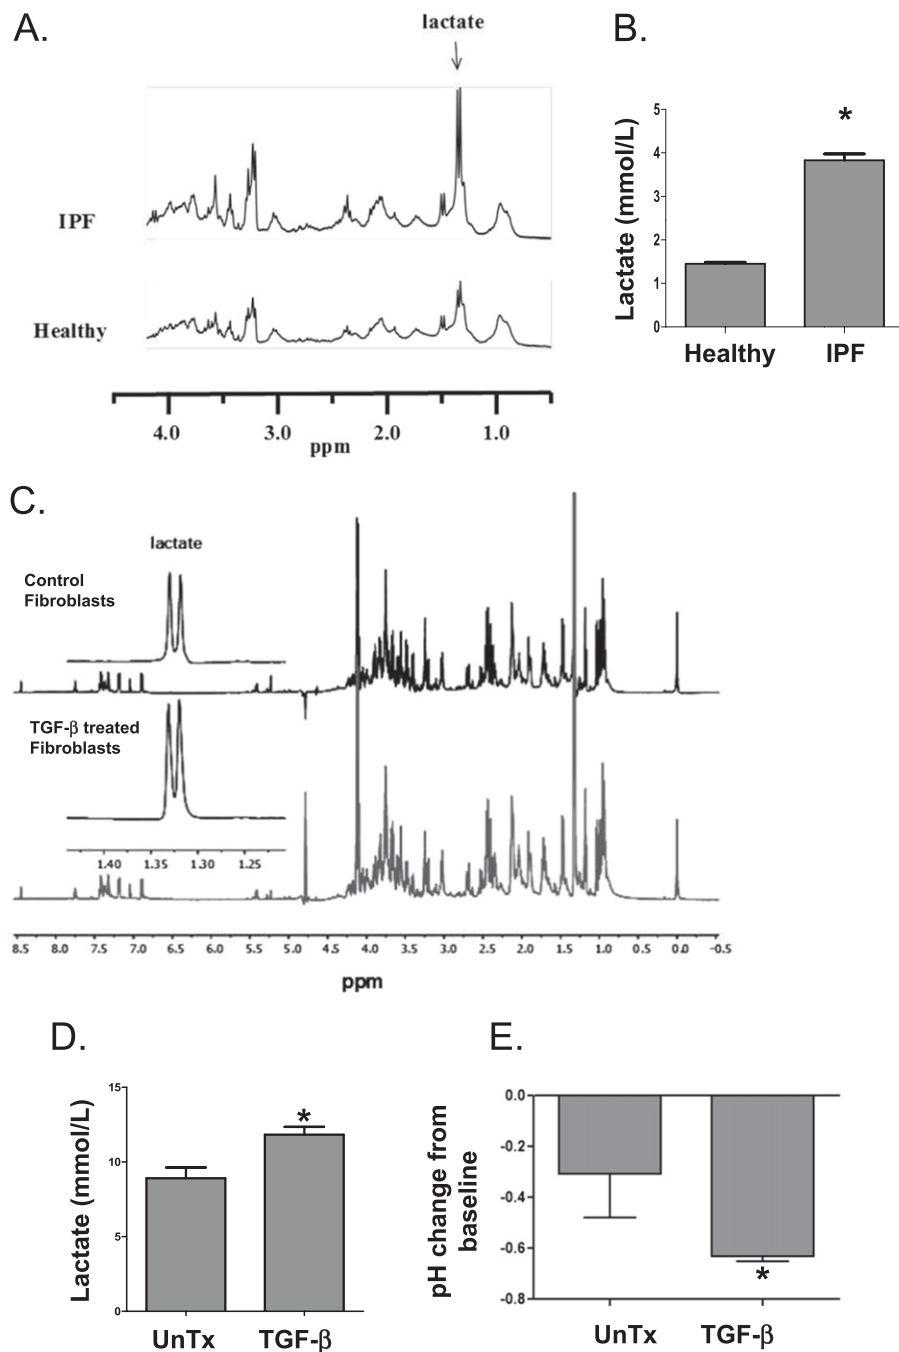 A.
lactate
IPF
Healthy
4.0 3.0 2.0 1.0
ppm
B.
Lactate (mmol/L)
5
4
3
2
1
0
*
Healthy IPF
C.
lactate
Control
Fibroblasts
TGF-β treated
Fibroblasts
1.40 1.35 1.30 1.25
8.5 8.0 7.5 7.0 6.5 6.0 5.5 5.0 4.5 4.0 3.5 3.0 2.5 2.0 1.5 1.0 0.0 -0.5
ppm
D.
Lactate (mmol/L)
15
10
5
0
*
UnTx TGF-β
E.
pH change from
baseline
0.0
-0.2
-0.4
-0.6
-0.8
*
UnTx TGF-β